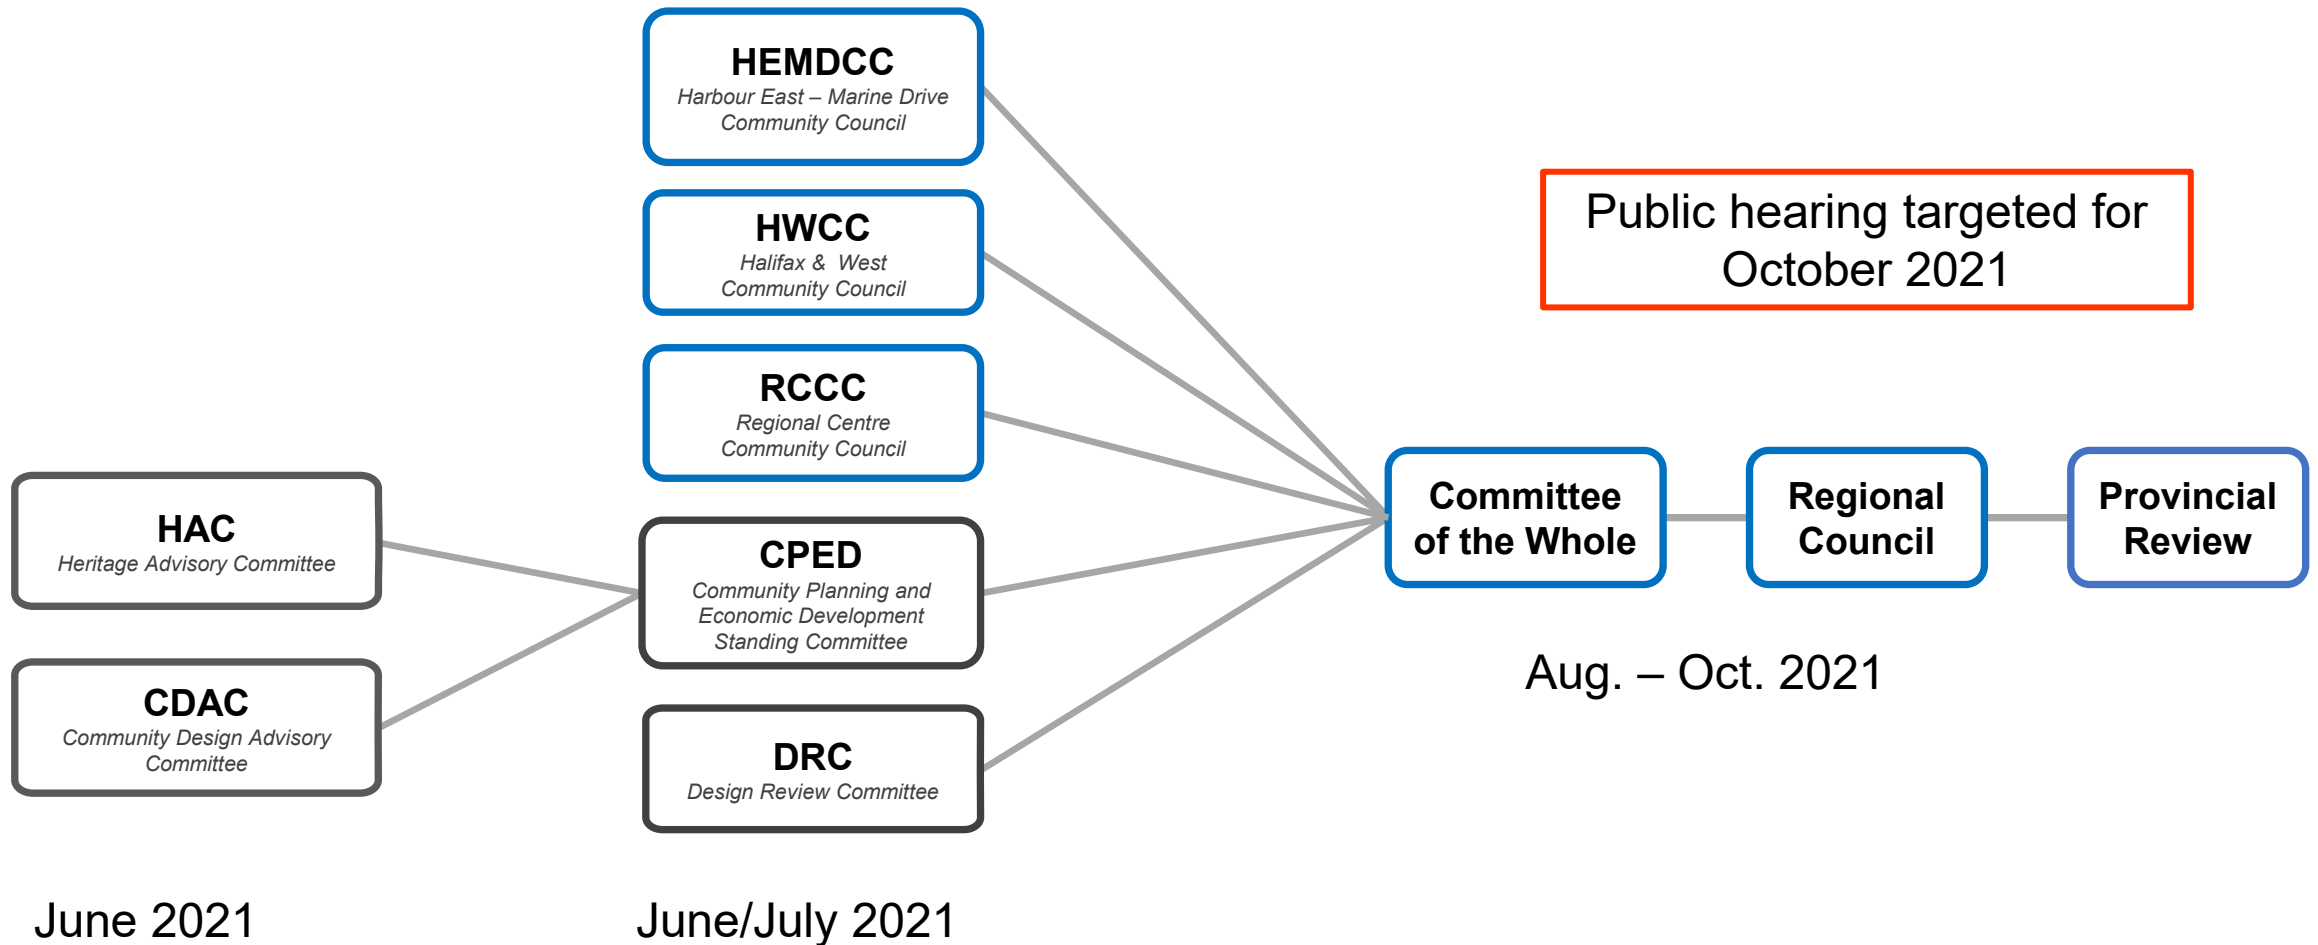 HEMDCC
Harbour East – Marine Drive
Community Council
HWCC
Halifax & West
Community Council
RCCC
Regional Centre
Community Council
Public hearing targeted for
October 2021
HAC
Heritage Advisory Committee
CDAC
Community Design Advisory
Committee
CPED
Community Planning and
Economic Development
Standing Committee
DRC
Design Review Committee
Committee
of the Whole
Regional
Council
Provincial
Review
Aug. – Oct. 2021
June 2021
June/July 2021